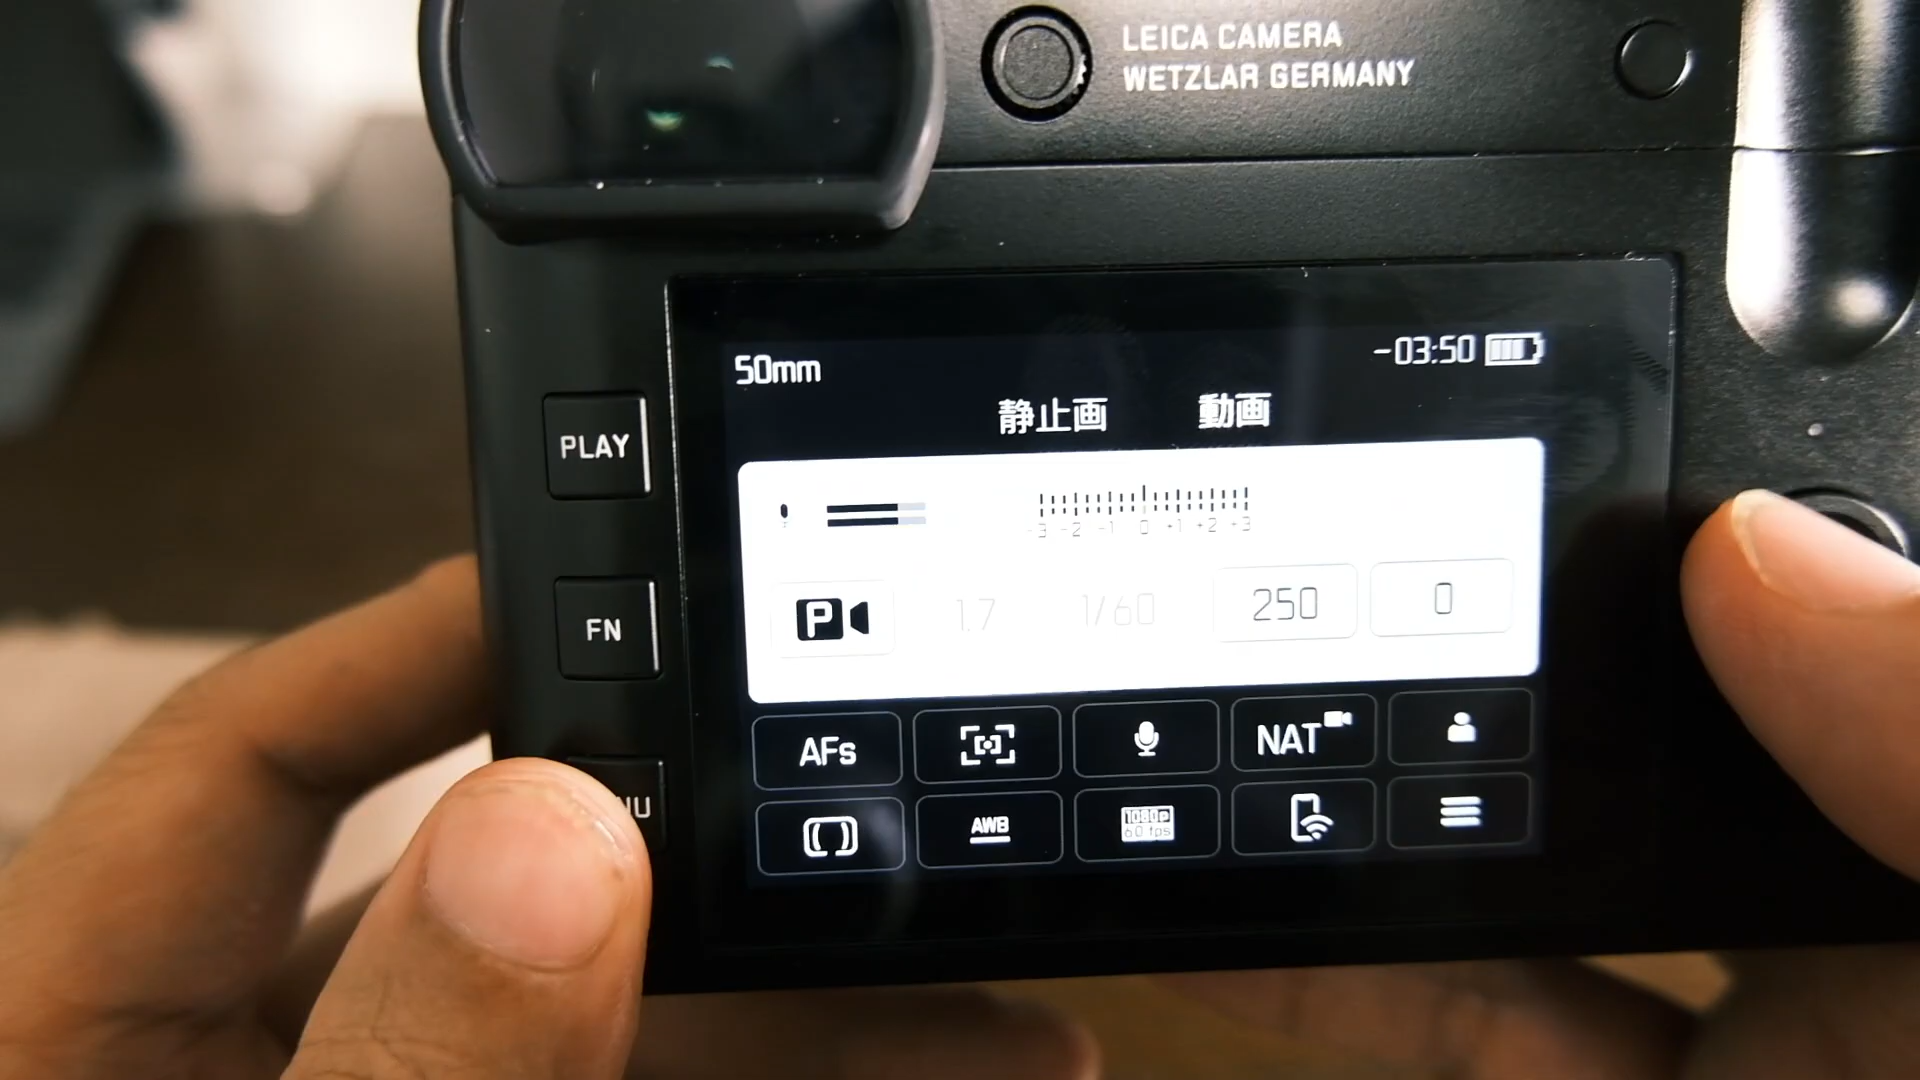 LEICA CAMERA
WETZLAR GERMANY
50mm
-03:50
静止画 動画
-3 -2 -1 0 +1 +2 +3
P 1.7 1/60 250 0
PLAY
FN
NU
AFs NAT
AWB 1080p
60 fps